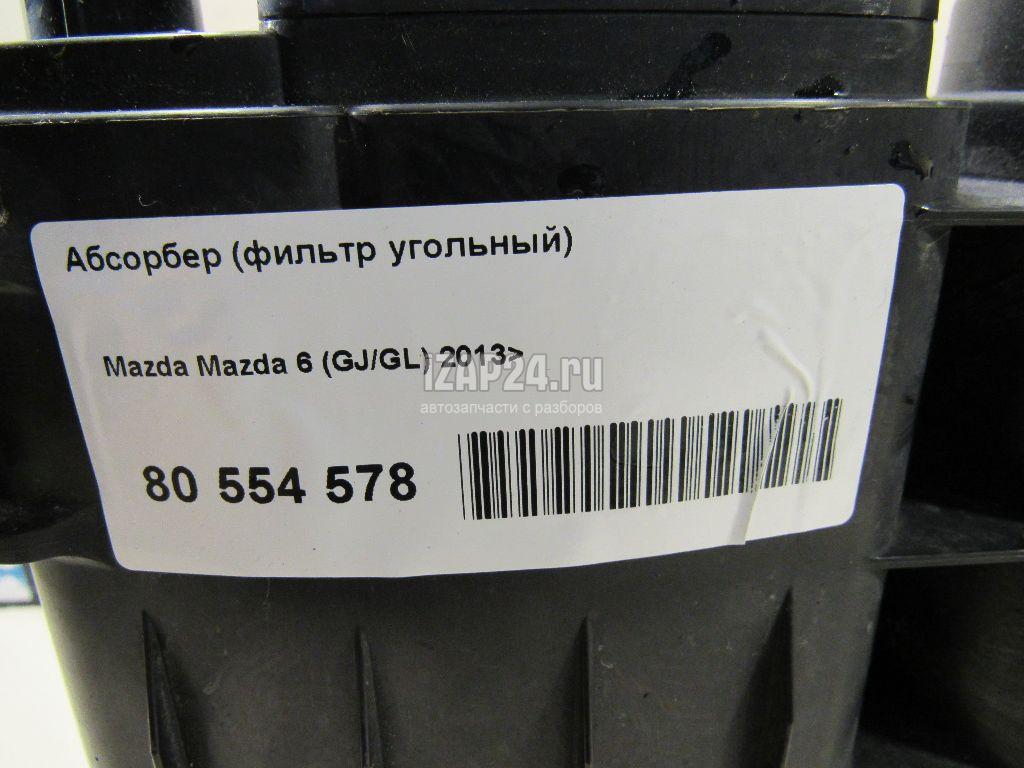 Абсорбер (фильтр угольный)
Mazda Mazda 6 (GJ/GL) 2013>
iZAP24.ru
автозапчасти с разборов
80 554 578